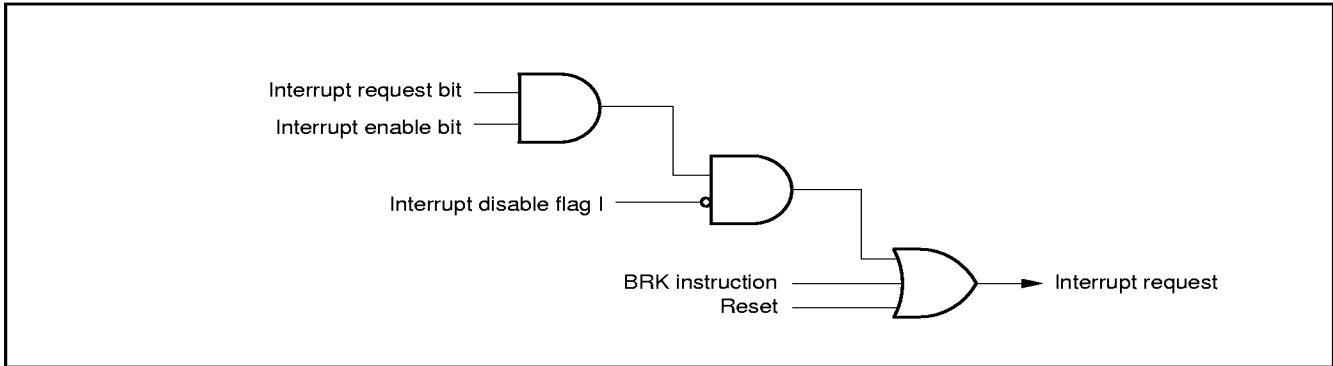 Interrupt request bit
Interrupt enable bit
Interrupt disable flag I
BRK instruction
Reset
Interrupt request